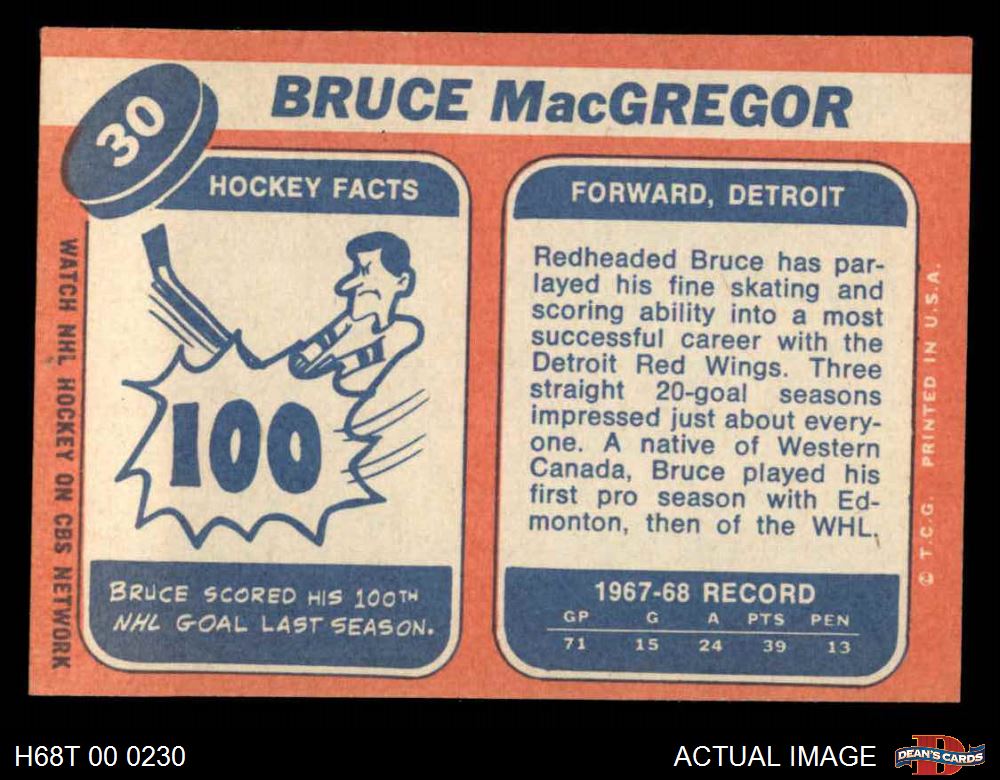 30
BRUCE MacGREGOR
HOCKEY FACTS
100
BRUCE SCORED HIS 100TH
NHL GOAL LAST SEASON.
WATCH NHL HOCKEY ON CBS NETWORK
FORWARD, DETROIT
Redheaded Bruce has par-
layed his fine skating and
scoring ability into a most
successful career with the
Detroit Red Wings. Three
straight 20-goal seasons
impressed just about every-
one. A native of Western
Canada, Bruce played his
first pro season with Ed-
monton, then of the WHL.
1967-68 RECORD
GP G A PTS PEN
71 15 24 39 13
© T.C.G. PRINTED IN U.S.A.
H68T 00 0230
ACTUAL IMAGE
D
DEAN'S CARDS